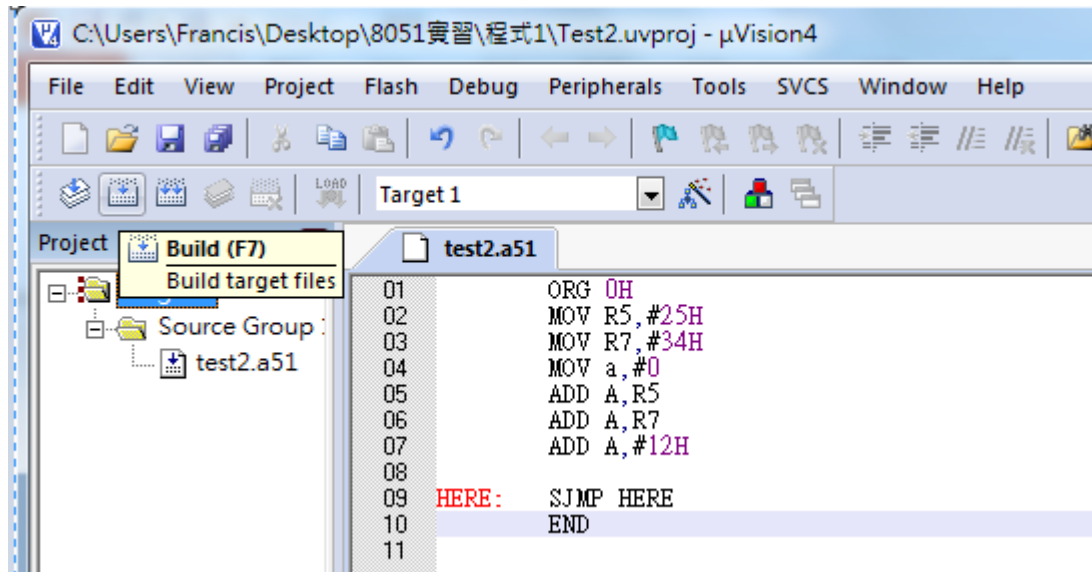 C:\Users\Francis\Desktop\8051實習\程式1\Test2.uvproj - µVision4
File Edit View Project Flash Debug Peripherals Tools SVCS Window Help
LOAD Target 1
Project
Build (F7)
Build target files
test2.a51
Source Group
test2.a51
01 ORG 0H
02 MOV R5,#25H
03 MOV R7,#34H
04 MOV a,#0
05 ADD A,R5
06 ADD A,R7
07 ADD A,#12H
08
09 HERE: SJMP HERE
10 END
11